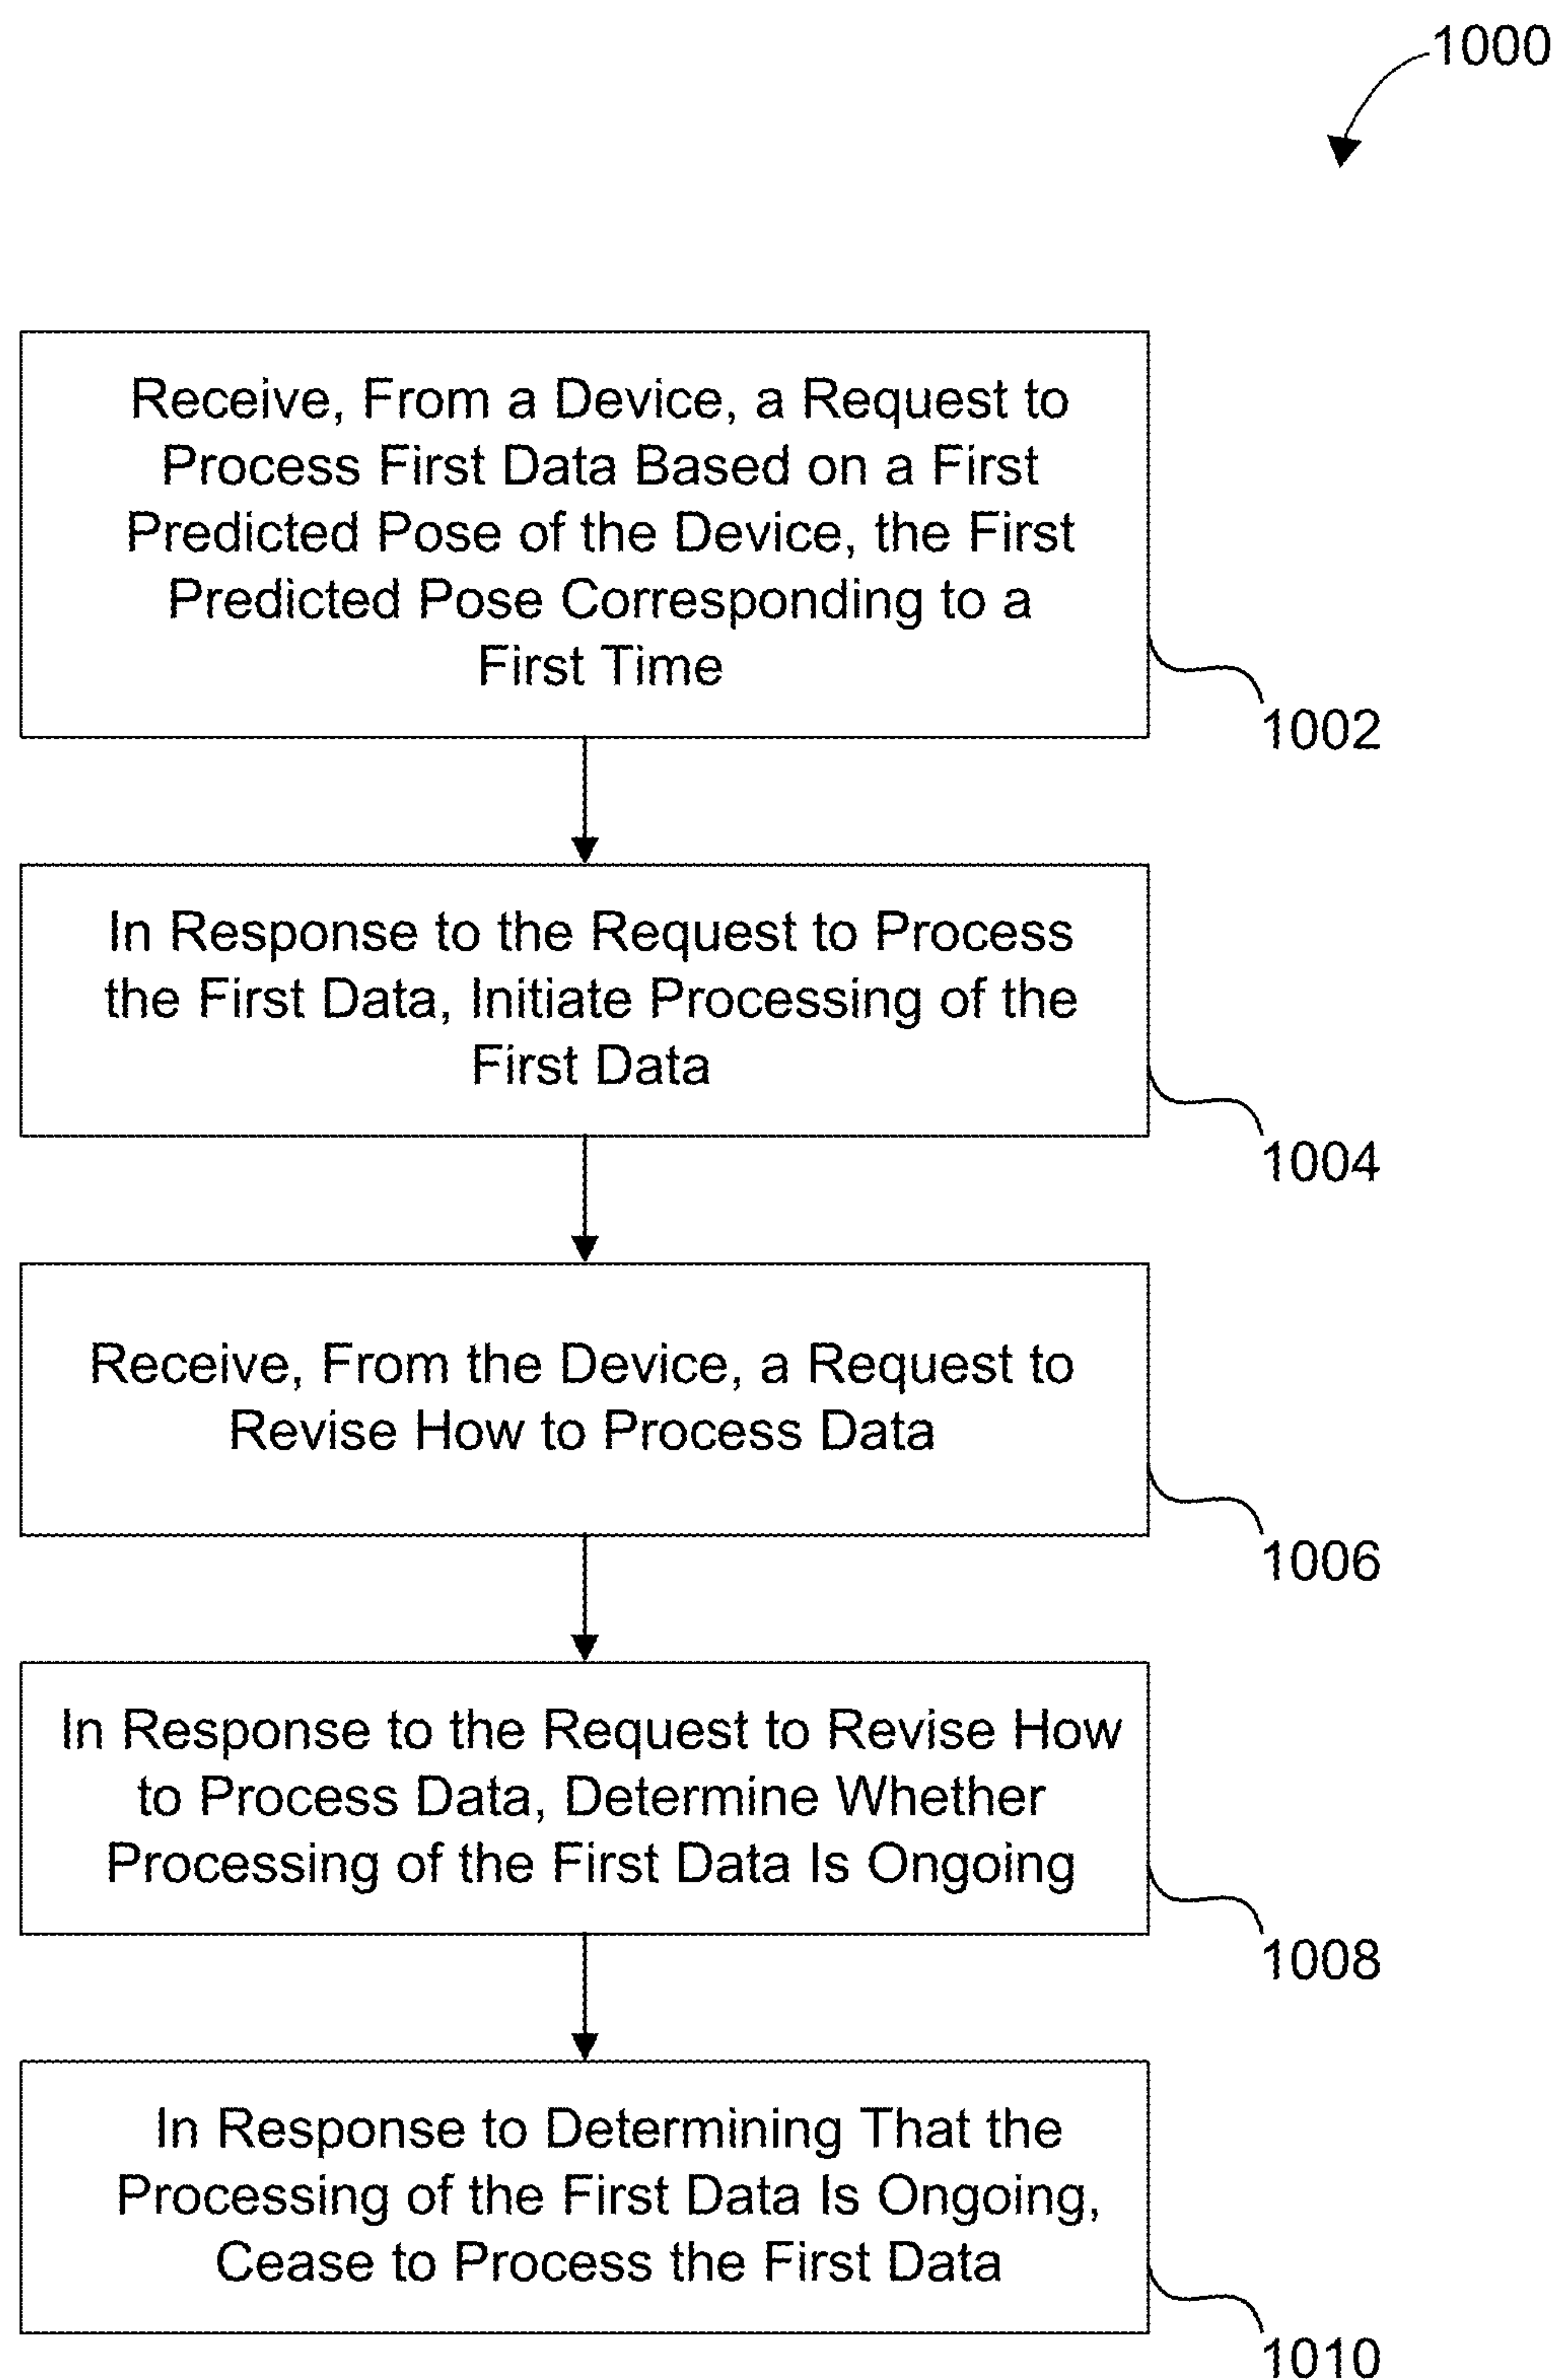 1000
Receive, From a Device, a Request to
Process First Data Based on a First
Predicted Pose of the Device, the First
Predicted Pose Corresponding to a
First Time
1002
In Response to the Request to Process
the First Data, Initiate Processing of the
First Data
1004
Receive, From the Device, a Request to
Revise How to Process Data
1006
In Response to the Request to Revise How
to Process Data, Determine Whether
Processing of the First Data Is Ongoing
1008
In Response to Determining That the
Processing of the First Data Is Ongoing,
Cease to Process the First Data
1010